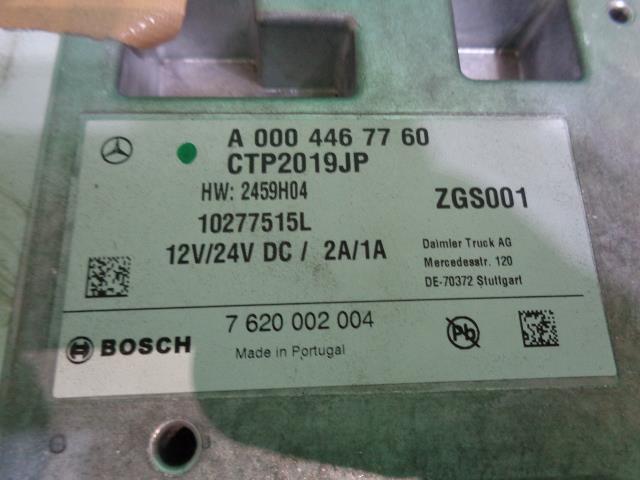 A 000 446 77 60
CTP2019JP
HW: 2459H04
ZGS001
10277515L
12V/24V DC / 2A/1A
Daimler Truck AG
Mercedesstr. 120
DE-70372 Stuttgart
7 620 002 004
BOSCH
Made in Portugal
Pb